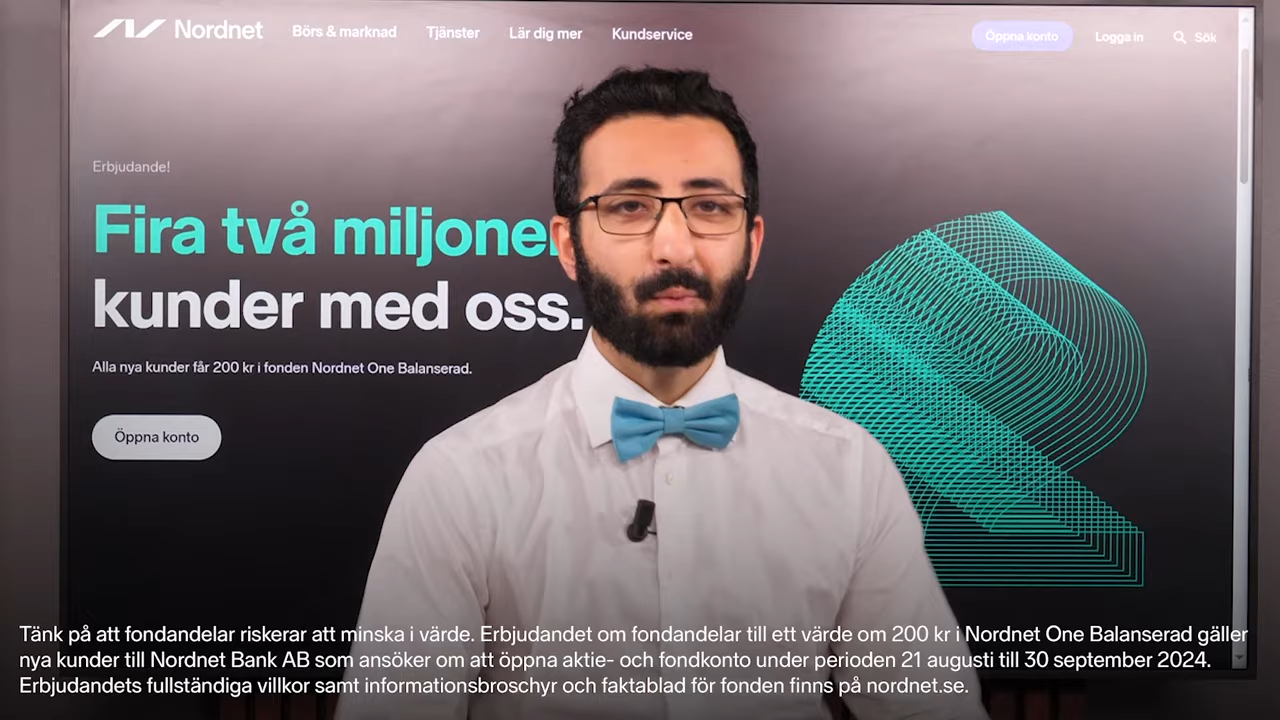 Nordnet
Börs & marknad
Tjänster
Lär dig mer
Kundservice
Öppna konto
Logga in
Sök
Erbjudande!
Fira två miljoner
kunder med oss.
Alla nya kunder får 200 kr i fonden Nordnet One Balanserad.
Öppna konto
Tänk på att fondandelar riskerar att minska i värde. Erbjudandet om fondandelar till ett värde om 200 kr i Nordnet One Balanserad gäller
nya kunder till Nordnet Bank AB som ansöker om att öppna aktie- och fondkonto under perioden 21 augusti till 30 september 2024.
Erbjudandets fullständiga villkor samt informationsbroschyr och faktablad för fonden finns på nordnet.se.